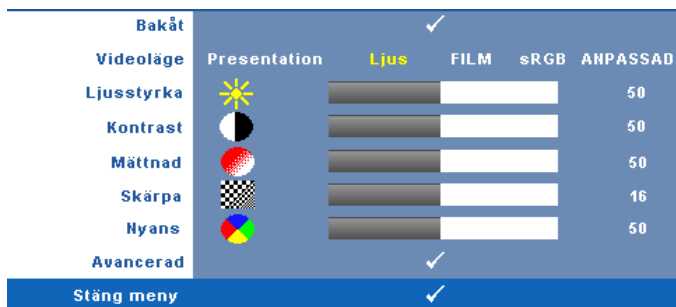 Bakåt
Videoläge Presentation Ljus FILM sRGB ANPASSAD
Ljusstyrka 50
Kontrast 50
Mättnad 50
Skärpa 16
Nyans 50
Avancerad
Stäng meny